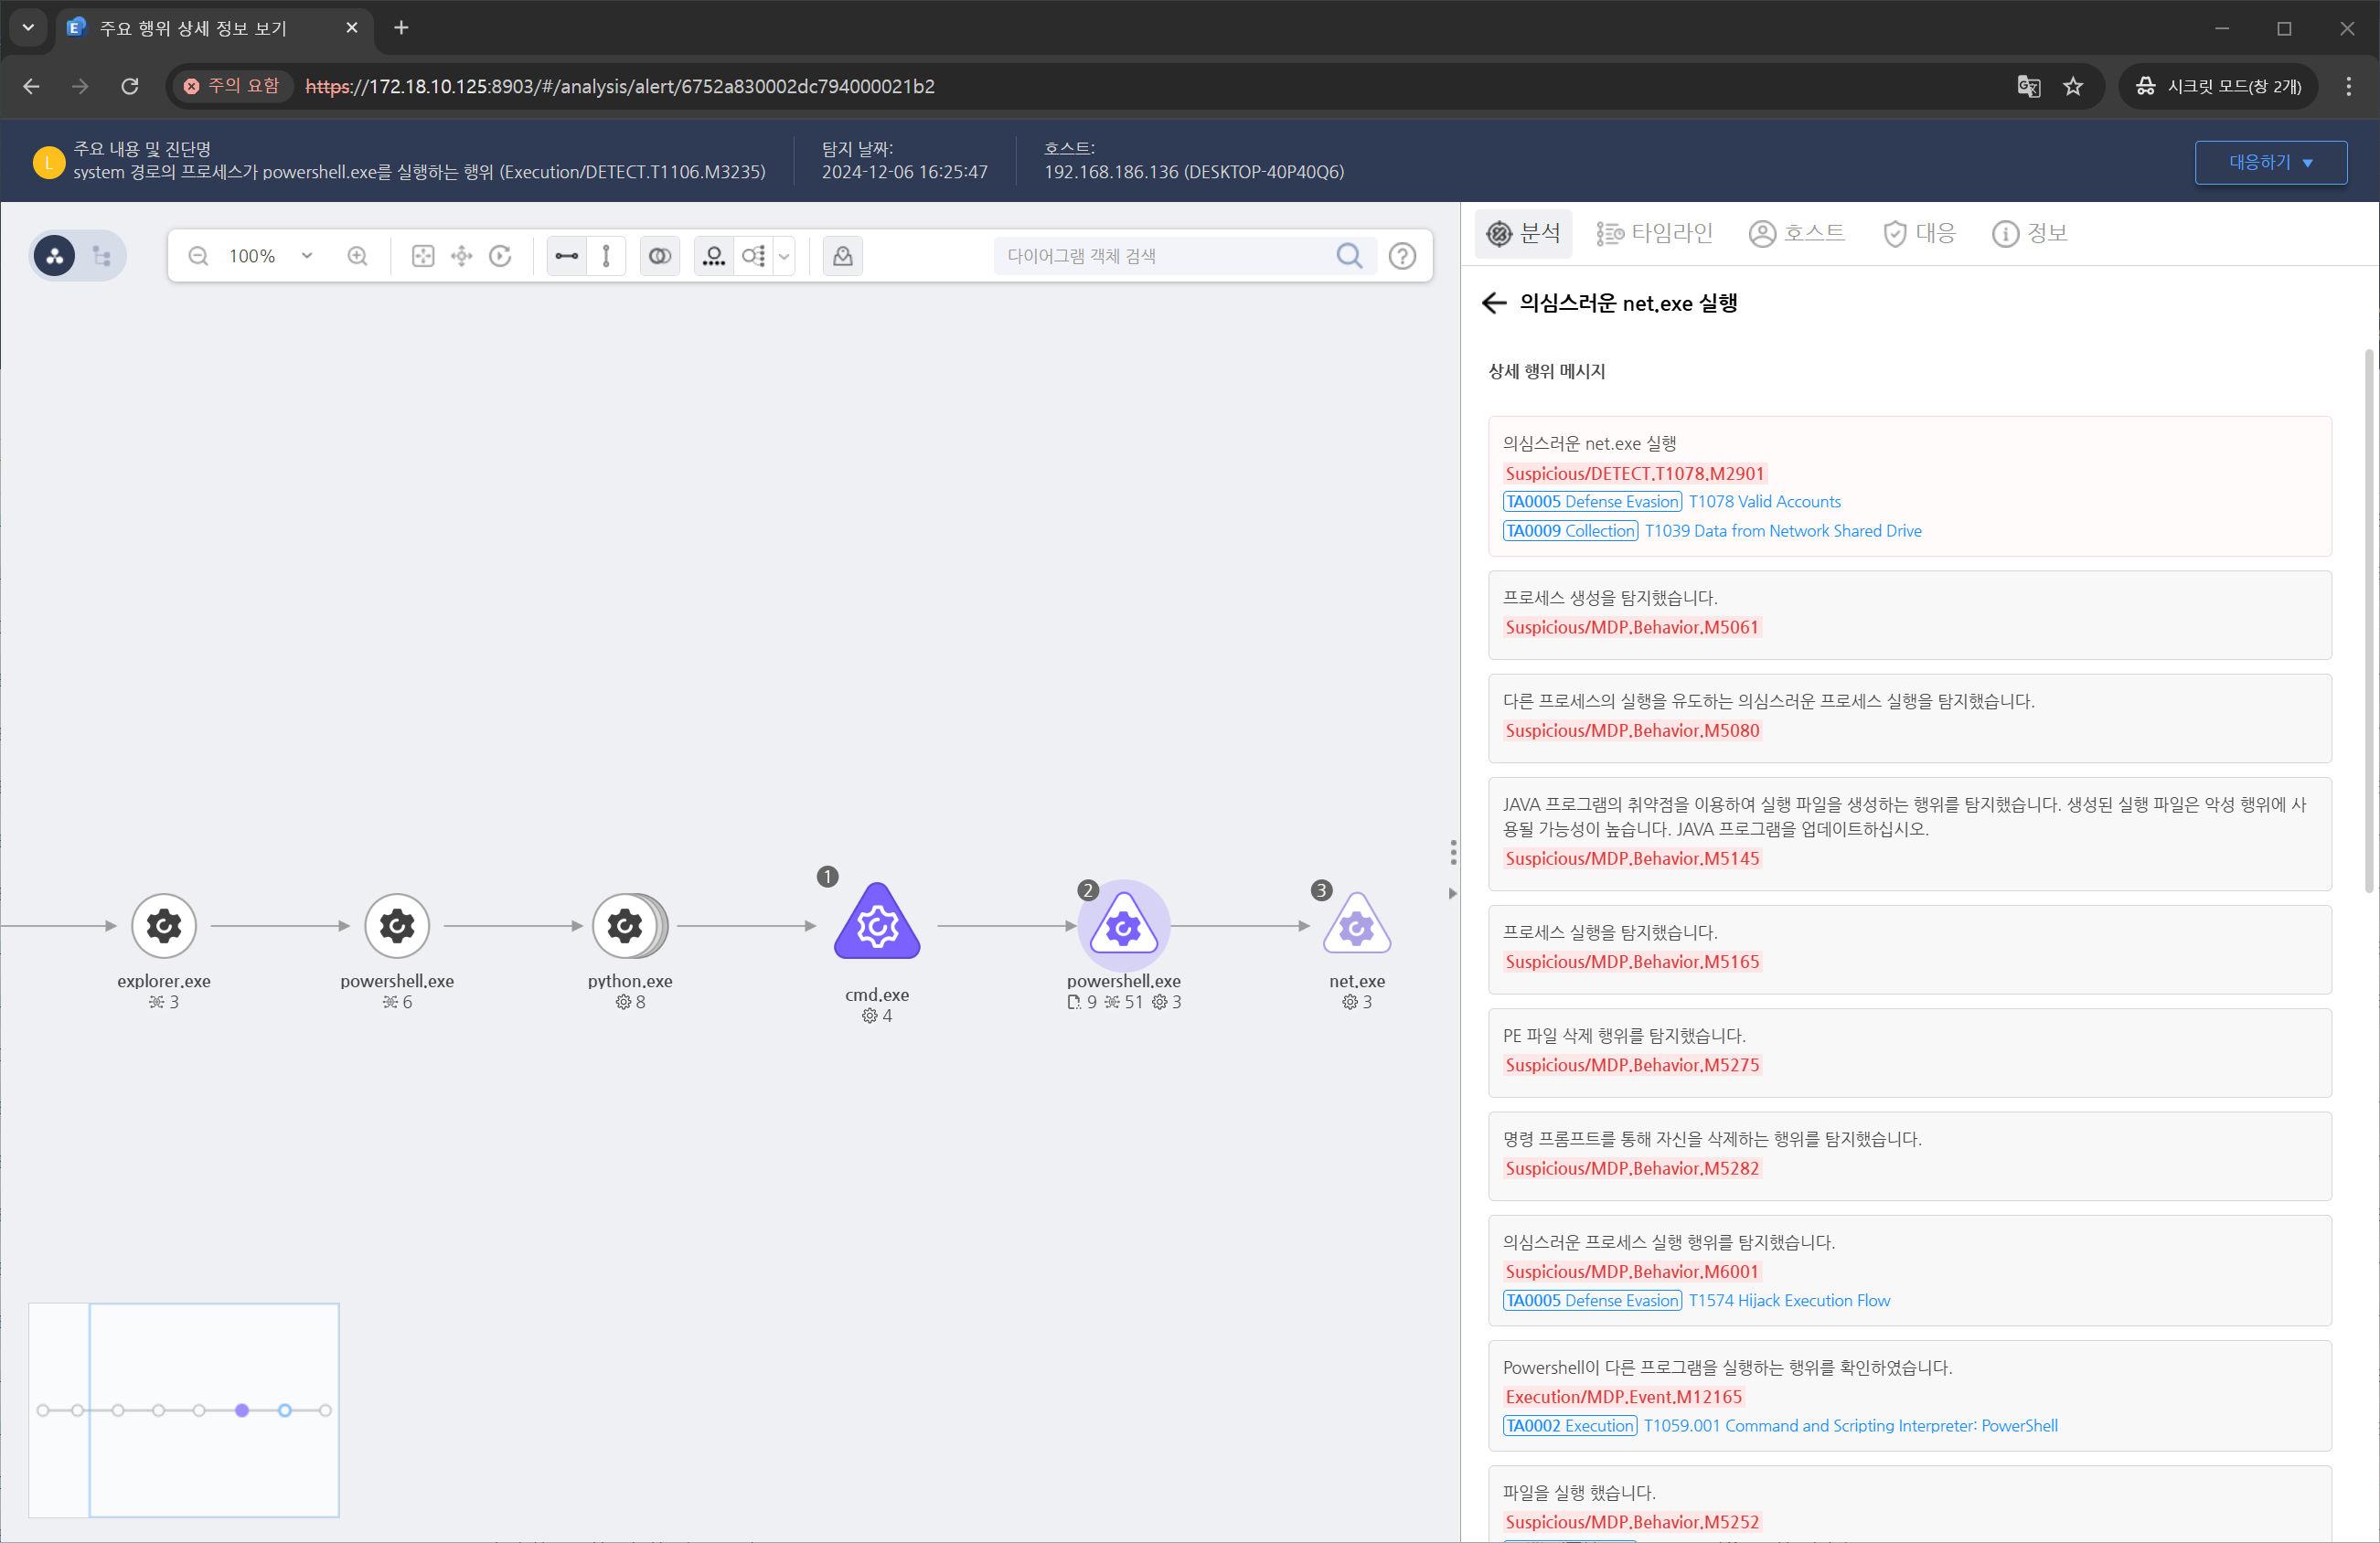 주요 행위 상세 정보 보기
주의 요함
https://172.18.10.125:8903/#/analysis/alert/6752a830002dc794000021b2
시크릿 모드(창 2개)
L
주요 내용 및 진단명
system 경로의 프로세스가 powershell.exe를 실행하는 행위 (Execution/DETECT.T1106.M3235)
탐지 날짜:
2024-12-06 16:25:47
호스트:
192.168.186.136 (DESKTOP-40P40Q6)
대응하기
100%
다이어그램 객체 검색
explorer.exe
3
powershell.exe
6
python.exe
8
1
cmd.exe
4
2
powershell.exe
9 51 3
3
net.exe
3
분석
타임라인
호스트
대응
정보
의심스러운 net.exe 실행
상세 행위 메시지
의심스러운 net.exe 실행
Suspicious/DETECT.T1078.M2901
TA0005 Defense Evasion T1078 Valid Accounts
TA0009 Collection T1039 Data from Network Shared Drive
프로세스 생성을 탐지했습니다.
Suspicious/MDP.Behavior.M5061
다른 프로세스의 실행을 유도하는 의심스러운 프로세스 실행을 탐지했습니다.
Suspicious/MDP.Behavior.M5080
JAVA 프로그램의 취약점을 이용하여 실행 파일을 생성하는 행위를 탐지했습니다. 생성된 실행 파일은 악성 행위에 사
용될 가능성이 높습니다. JAVA 프로그램을 업데이트하십시오.
Suspicious/MDP.Behavior.M5145
프로세스 실행을 탐지했습니다.
Suspicious/MDP.Behavior.M5165
PE 파일 삭제 행위를 탐지했습니다.
Suspicious/MDP.Behavior.M5275
명령 프롬프트를 통해 자신을 삭제하는 행위를 탐지했습니다.
Suspicious/MDP.Behavior.M5282
의심스러운 프로세스 실행 행위를 탐지했습니다.
Suspicious/MDP.Behavior.M6001
TA0005 Defense Evasion T1574 Hijack Execution Flow
Powershell이 다른 프로그램을 실행하는 행위를 확인하였습니다.
Execution/MDP.Event.M12165
TA0002 Execution T1059.001 Command and Scripting Interpreter: PowerShell
파일을 실행 했습니다.
Suspicious/MDP.Behavior.M5252